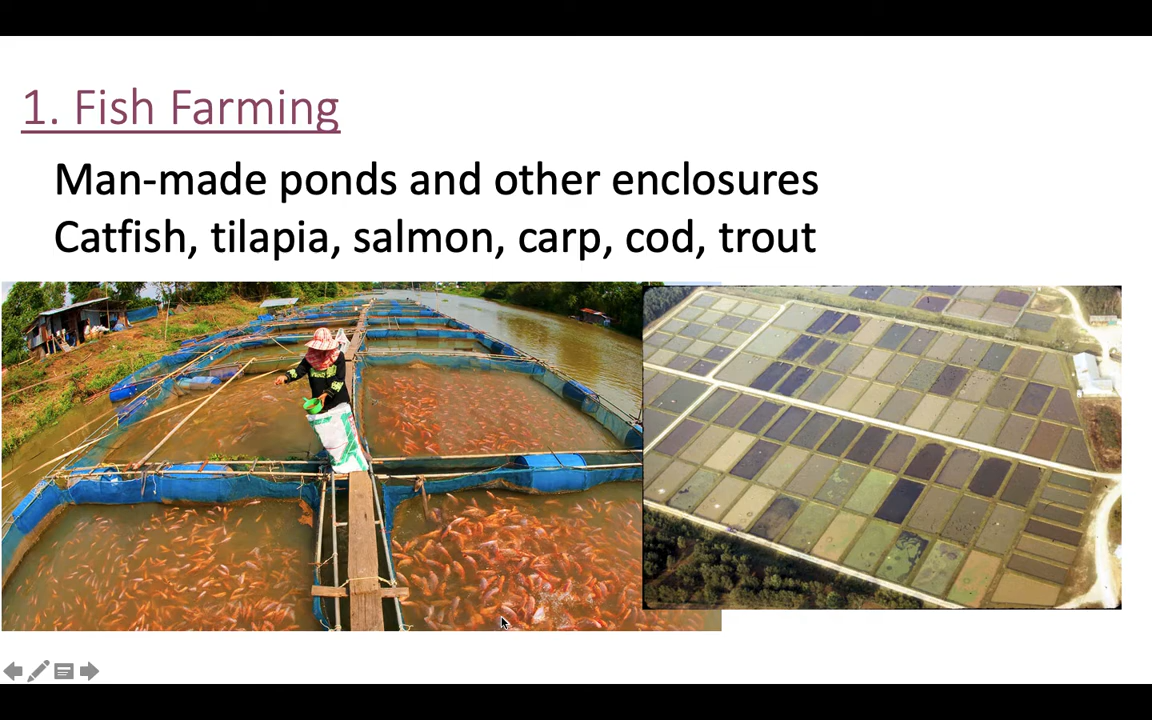 1. Fish Farming
Man-made ponds and other enclosures
Catfish, tilapia, salmon, carp, cod, trout